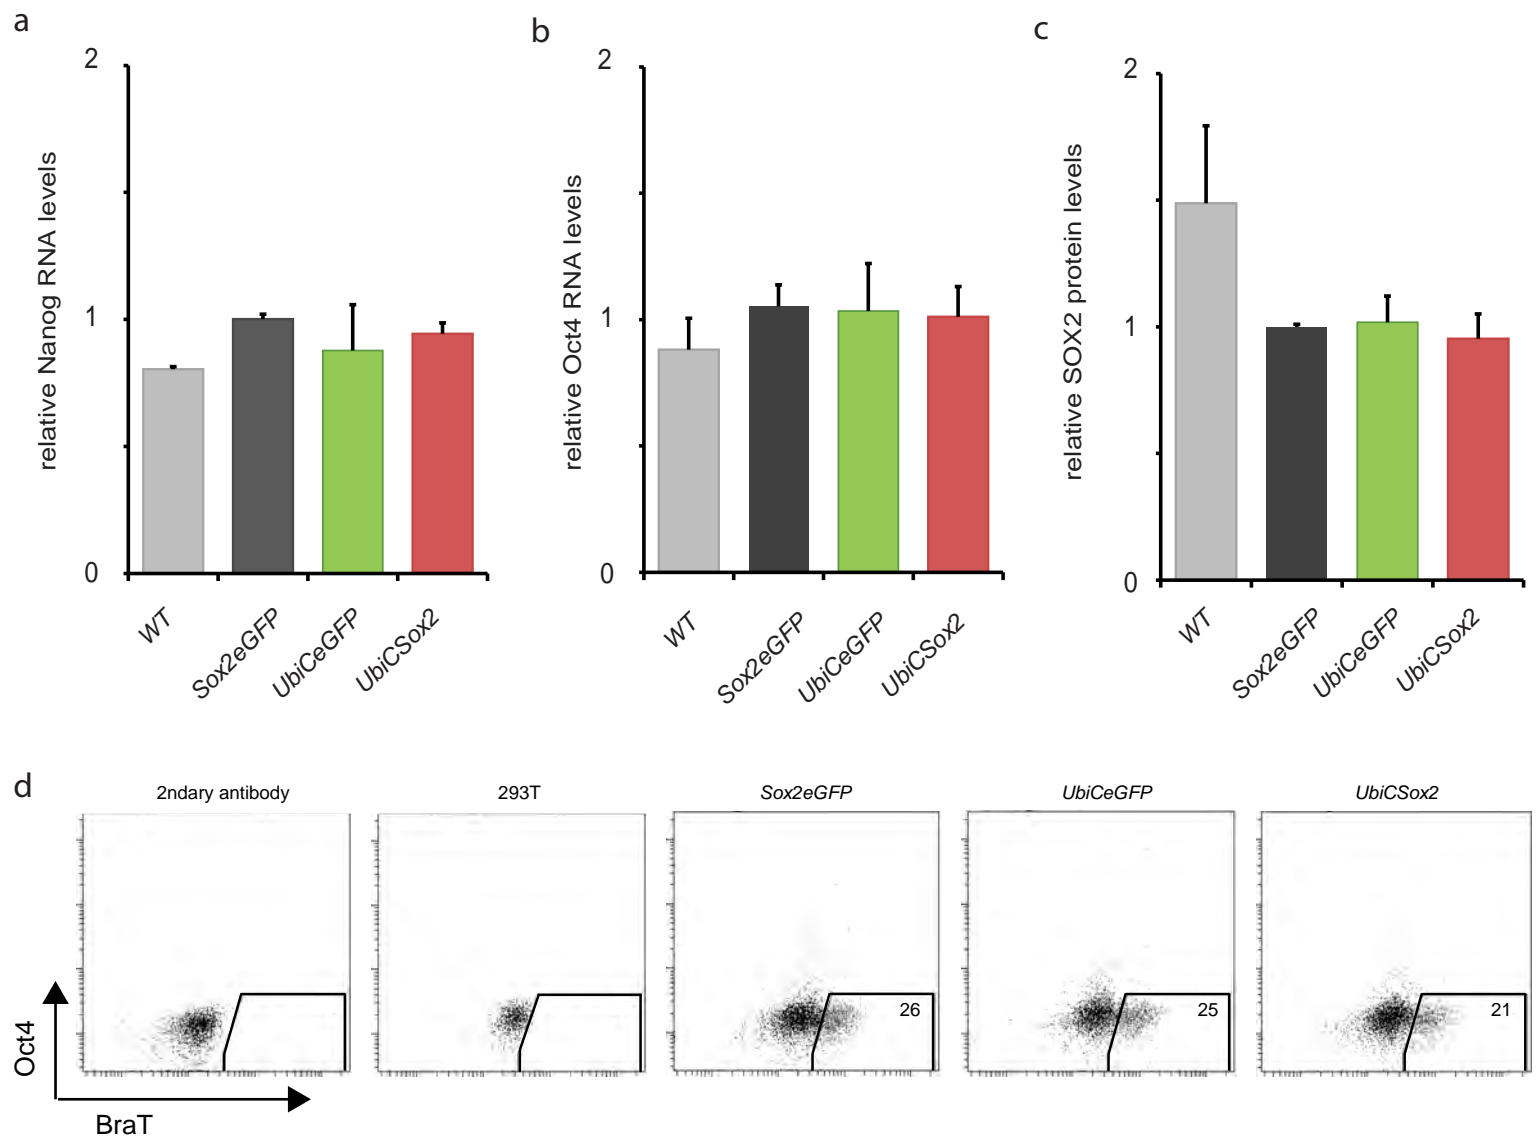 a
2
1
0
relative Nanog RNA levels
WT
Sox2eGFP
UbiCeGFP
UbiCSox2
b
2
1
0
relative Oct4 RNA levels
WT
Sox2eGFP
UbiCeGFP
UbiCSox2
c
2
1
0
relative SOX2 protein levels
WT
Sox2eGFP
UbiCeGFP
UbiCSox2
d
2ndary antibody
293T
Sox2eGFP
UbiCeGFP
UbiCSox2
26
25
21
Oct4
BraT